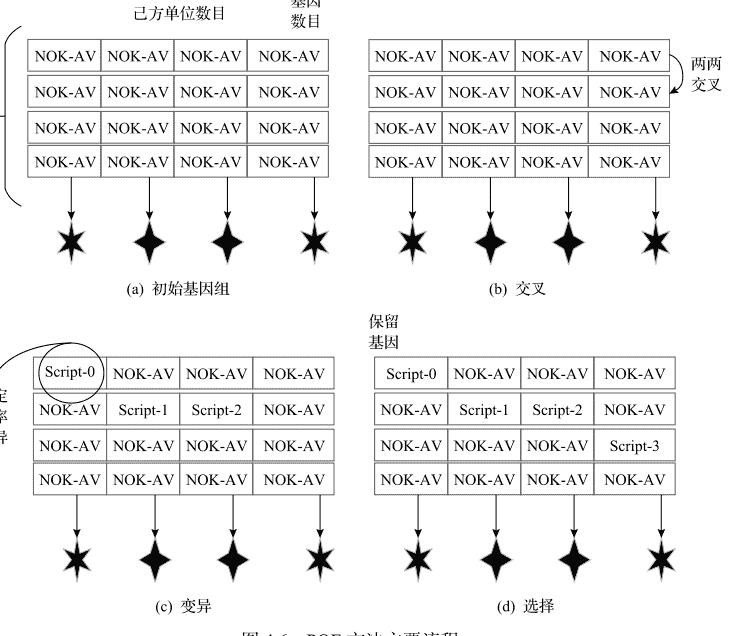 己方单位数目
基因
数目
NOK-AV NOK-AV NOK-AV NOK-AV
NOK-AV NOK-AV NOK-AV NOK-AV
NOK-AV NOK-AV NOK-AV NOK-AV
NOK-AV NOK-AV NOK-AV NOK-AV
(a) 初始基因组
NOK-AV NOK-AV NOK-AV NOK-AV
NOK-AV NOK-AV NOK-AV NOK-AV
NOK-AV NOK-AV NOK-AV NOK-AV
NOK-AV NOK-AV NOK-AV NOK-AV
两两
交叉
(b) 交叉
Script-0 NOK-AV NOK-AV NOK-AV
NOK-AV Script-1 Script-2 NOK-AV
NOK-AV NOK-AV NOK-AV NOK-AV
NOK-AV NOK-AV NOK-AV NOK-AV
定
率
异
(c) 变异
保留
基因
Script-0 NOK-AV NOK-AV NOK-AV
NOK-AV Script-1 Script-2 NOK-AV
NOK-AV NOK-AV NOK-AV Script-3
NOK-AV NOK-AV NOK-AV NOK-AV
(d) 选择